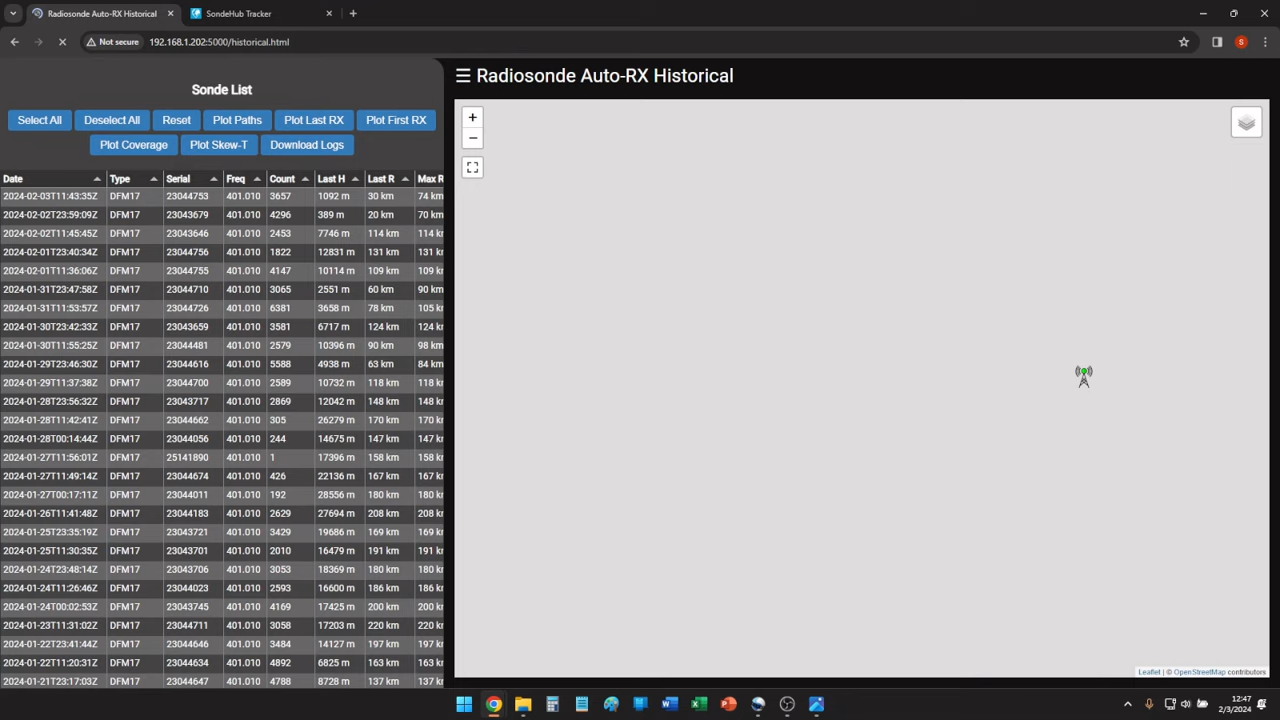 Radiosonde Auto-RX Historical
SondeHub Tracker
Not secure
192.168.1.202:5000/historical.html
S
Sonde List
Select All
Deselect All
Reset
Plot Paths
Plot Last RX
Plot First RX
Plot Coverage
Plot Skew-T
Download Logs
Date Type Serial Freq Count Last H Last R Max R
2024-02-03T11:43:35Z DFM17 23044753 401.010 3657 1092 m 30 km 74 km
2024-02-02T23:59:09Z DFM17 23043679 401.010 4296 389 m 20 km 70 km
2024-02-02T11:45:45Z DFM17 23043646 401.010 2453 7746 m 114 km 114 km
2024-02-01T23:40:34Z DFM17 23044756 401.010 1822 12831 m 131 km 131 km
2024-02-01T11:36:06Z DFM17 23044755 401.010 4147 10114 m 109 km 109 km
2024-01-31T23:47:58Z DFM17 23044710 401.010 3065 2551 m 60 km 90 km
2024-01-31T11:53:57Z DFM17 23044726 401.010 6381 3658 m 78 km 105 km
2024-01-30T23:42:33Z DFM17 23043659 401.010 3581 6717 m 124 km 124 km
2024-01-30T11:55:25Z DFM17 23044481 401.010 2579 10396 m 90 km 98 km
2024-01-29T23:46:30Z DFM17 23044616 401.010 5588 4938 m 63 km 84 km
2024-01-29T11:37:38Z DFM17 23044700 401.010 2589 10732 m 118 km 118 km
2024-01-28T23:56:32Z DFM17 23043717 401.010 2869 12042 m 148 km 148 km
2024-01-28T11:42:41Z DFM17 23044662 401.010 305 26279 m 170 km 170 km
2024-01-28T00:14:44Z DFM17 23044056 401.010 244 14675 m 147 km 147 km
2024-01-27T11:56:01Z DFM17 25141890 401.010 1 17396 m 158 km 158 km
2024-01-27T11:49:14Z DFM17 23044674 401.010 426 22136 m 167 km 167 km
2024-01-27T00:17:11Z DFM17 23044011 401.010 192 28556 m 180 km 180 km
2024-01-26T11:41:48Z DFM17 23044183 401.010 2629 27694 m 208 km 208 km
2024-01-25T23:35:19Z DFM17 23043721 401.010 3429 19686 m 169 km 169 km
2024-01-25T11:30:35Z DFM17 23043701 401.010 2010 16479 m 191 km 191 km
2024-01-24T23:48:14Z DFM17 23043706 401.010 3053 18369 m 180 km 180 km
2024-01-24T11:26:46Z DFM17 23044023 401.010 2593 16600 m 186 km 186 km
2024-01-24T00:02:53Z DFM17 23043745 401.010 4169 17425 m 200 km 200 km
2024-01-23T11:31:02Z DFM17 23044711 401.010 3058 17203 m 220 km 220 km
2024-01-22T23:41:44Z DFM17 23044646 401.010 3484 14127 m 197 km 197 km
2024-01-22T11:20:31Z DFM17 23044634 401.010 4892 6825 m 163 km 163 km
2024-01-21T23:17:03Z DFM17 23044647 401.010 4788 8728 m 137 km 137 km
☰ Radiosonde Auto-RX Historical
+
−
Leaflet | © OpenStreetMap contributors
12:47
2/3/2024